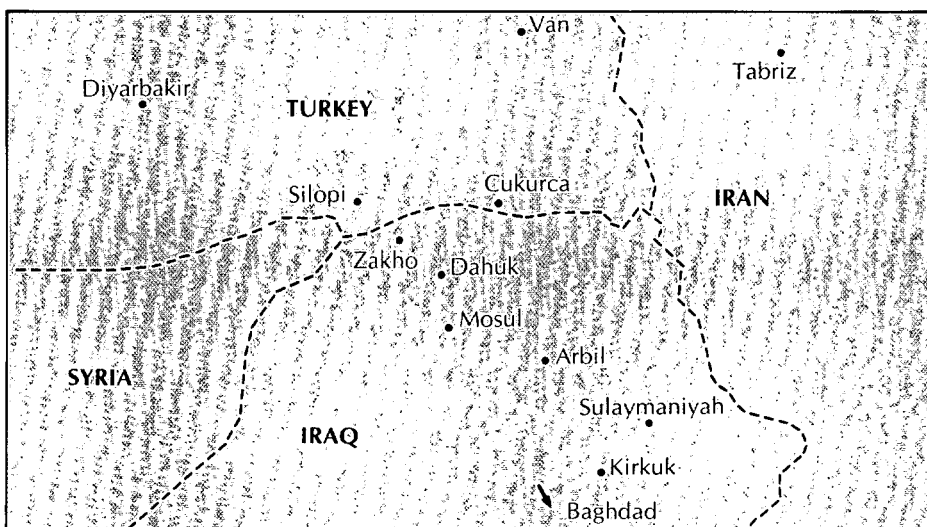 Van
Tabriz
Diyarbakir
TURKEY
Silopi
Cukurca
IRAN
Zakho
Dahuk
Mosul
Arbil
SYRIA
Sulaymaniyah
IRAQ
Kirkuk
Baghdad